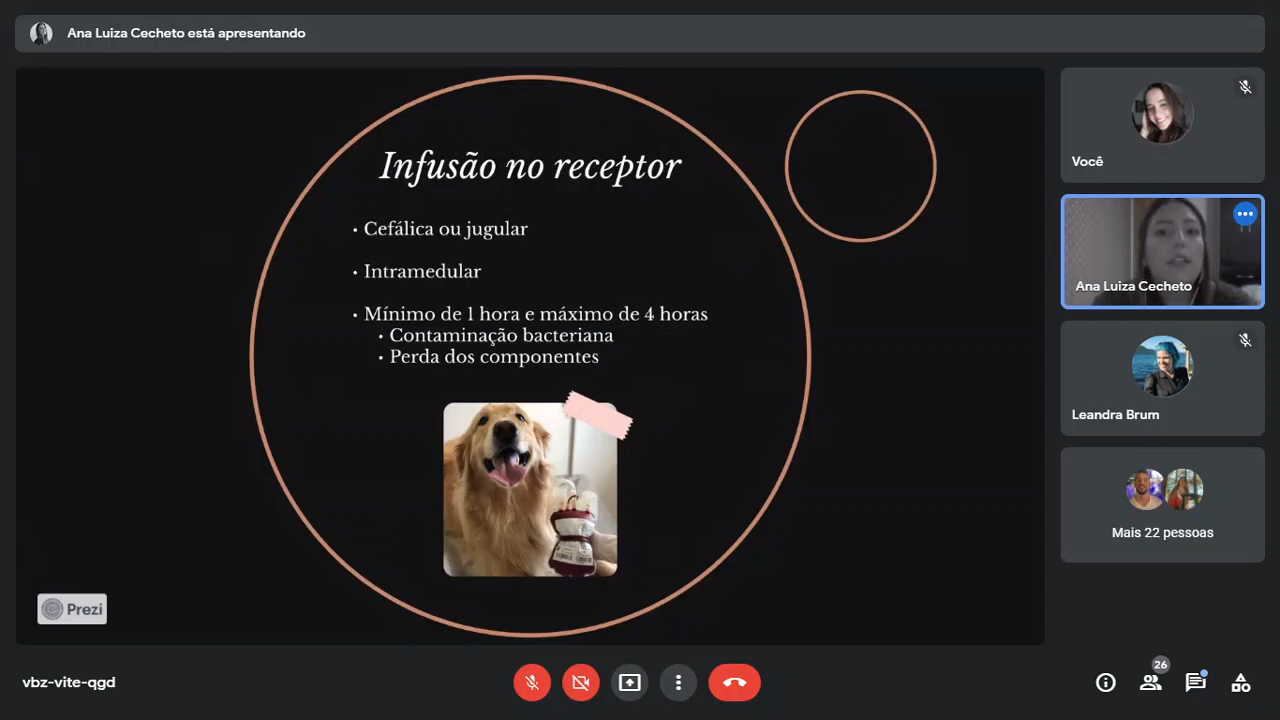 Ana Luiza Cecheto está apresentando
Infusão no receptor
• Cefálica ou jugular
• Intramedular
• Mínimo de 1 hora e máximo de 4 horas
• Contaminação bacteriana
• Perda dos componentes
Prezi
Você
Ana Luiza Cecheto
Leandra Brum
Mais 22 pessoas
vbz-vite-qgd
26